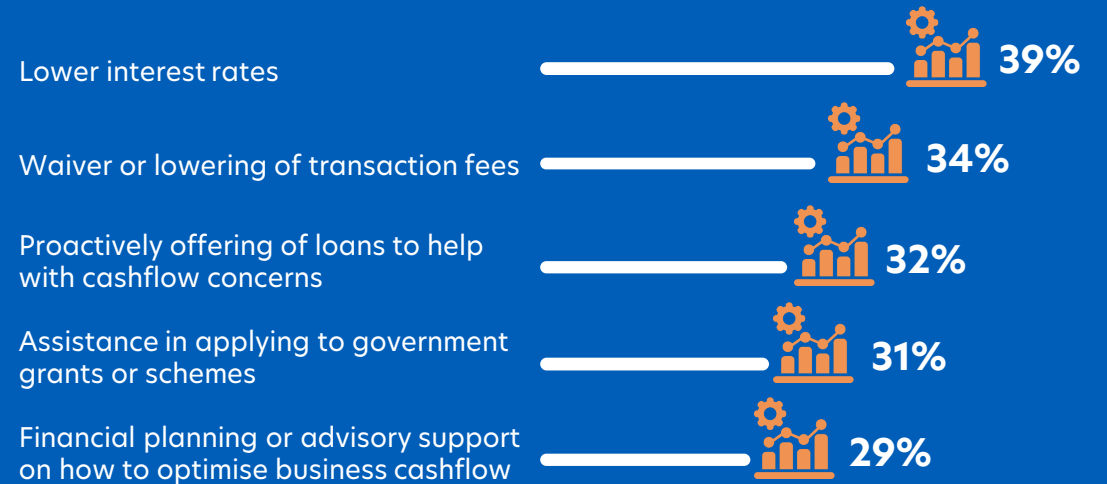 Lower interest rates
39%
Waiver or lowering of transaction fees
34%
Proactively offering of loans to help
with cashflow concerns
32%
Assistance in applying to government
grants or schemes
31%
Financial planning or advisory support
on how to optimise business cashflow
29%